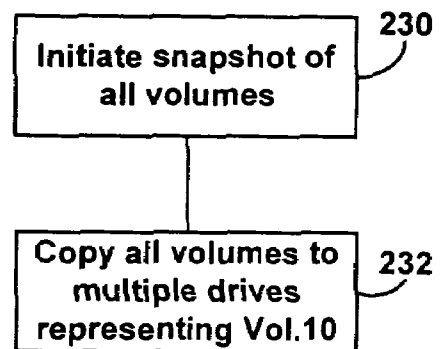 230
Initiate snapshot of
all volumes
Copy all volumes to
multiple drives
representing Vol.10
232